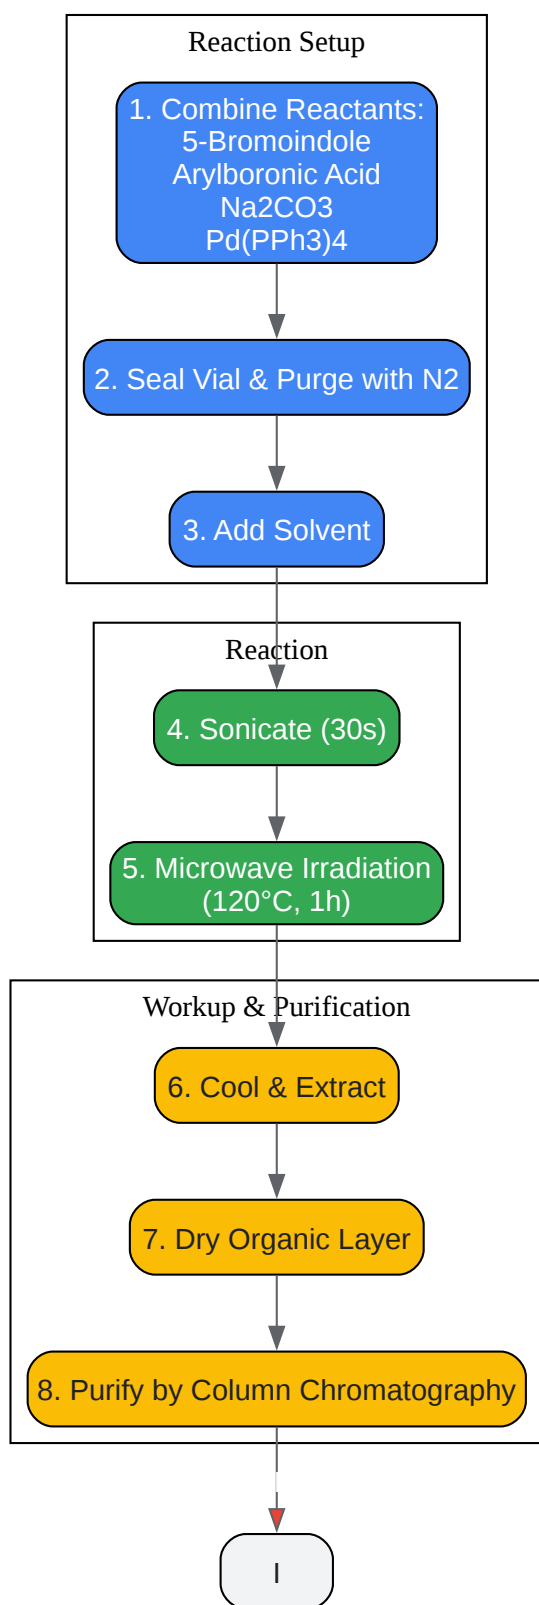 Reaction Setup
1. Combine Reactants:
5-Bromoindole
Arylboronic Acid
Na2CO3
Pd(PPh3)4
2. Seal Vial & Purge with N2
3. Add Solvent
Reaction
4. Sonicate (30s)
5. Microwave Irradiation
(120°C, 1h)
Workup & Purification
6. Cool & Extract
7. Dry Organic Layer
8. Purify by Column Chromatography
I